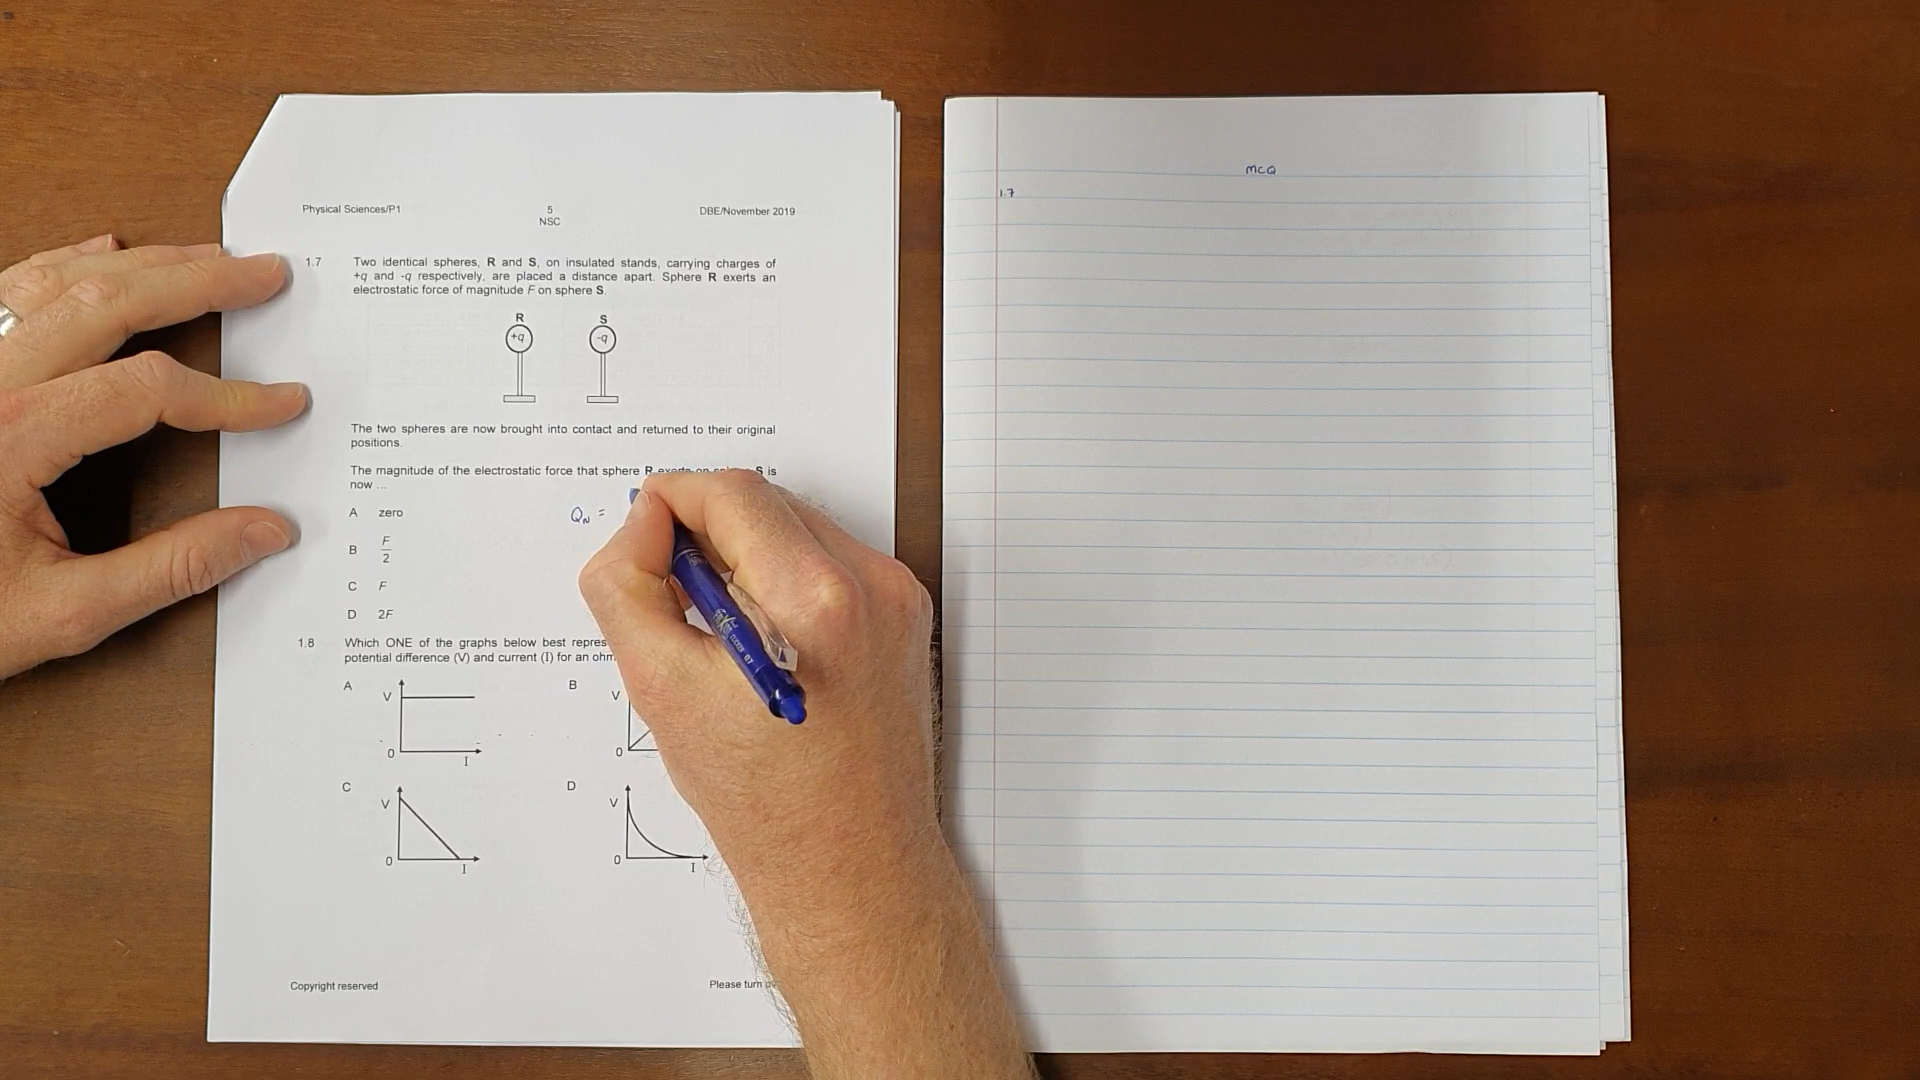 MCQ
1.7
Physical Sciences/P1 5 DBE/November 2019
NSC
1.7 Two identical spheres, R and S, on insulated stands, carrying charges of
+q and -q respectively, are placed a distance apart. Sphere R exerts an
electrostatic force of magnitude F on sphere S.
R S
+q -q
The two spheres are now brought into contact and returned to their original
positions.
The magnitude of the electrostatic force that sphere R exerts on S is
now ...
A zero
Q_N =
B F/2
C F
D 2F
1.8 Which ONE of the graphs below best
potential difference (V) and current (I) for an
A V 0 I
B V 0
C V 0 I
D V 0 I
Copyright reserved Please turn